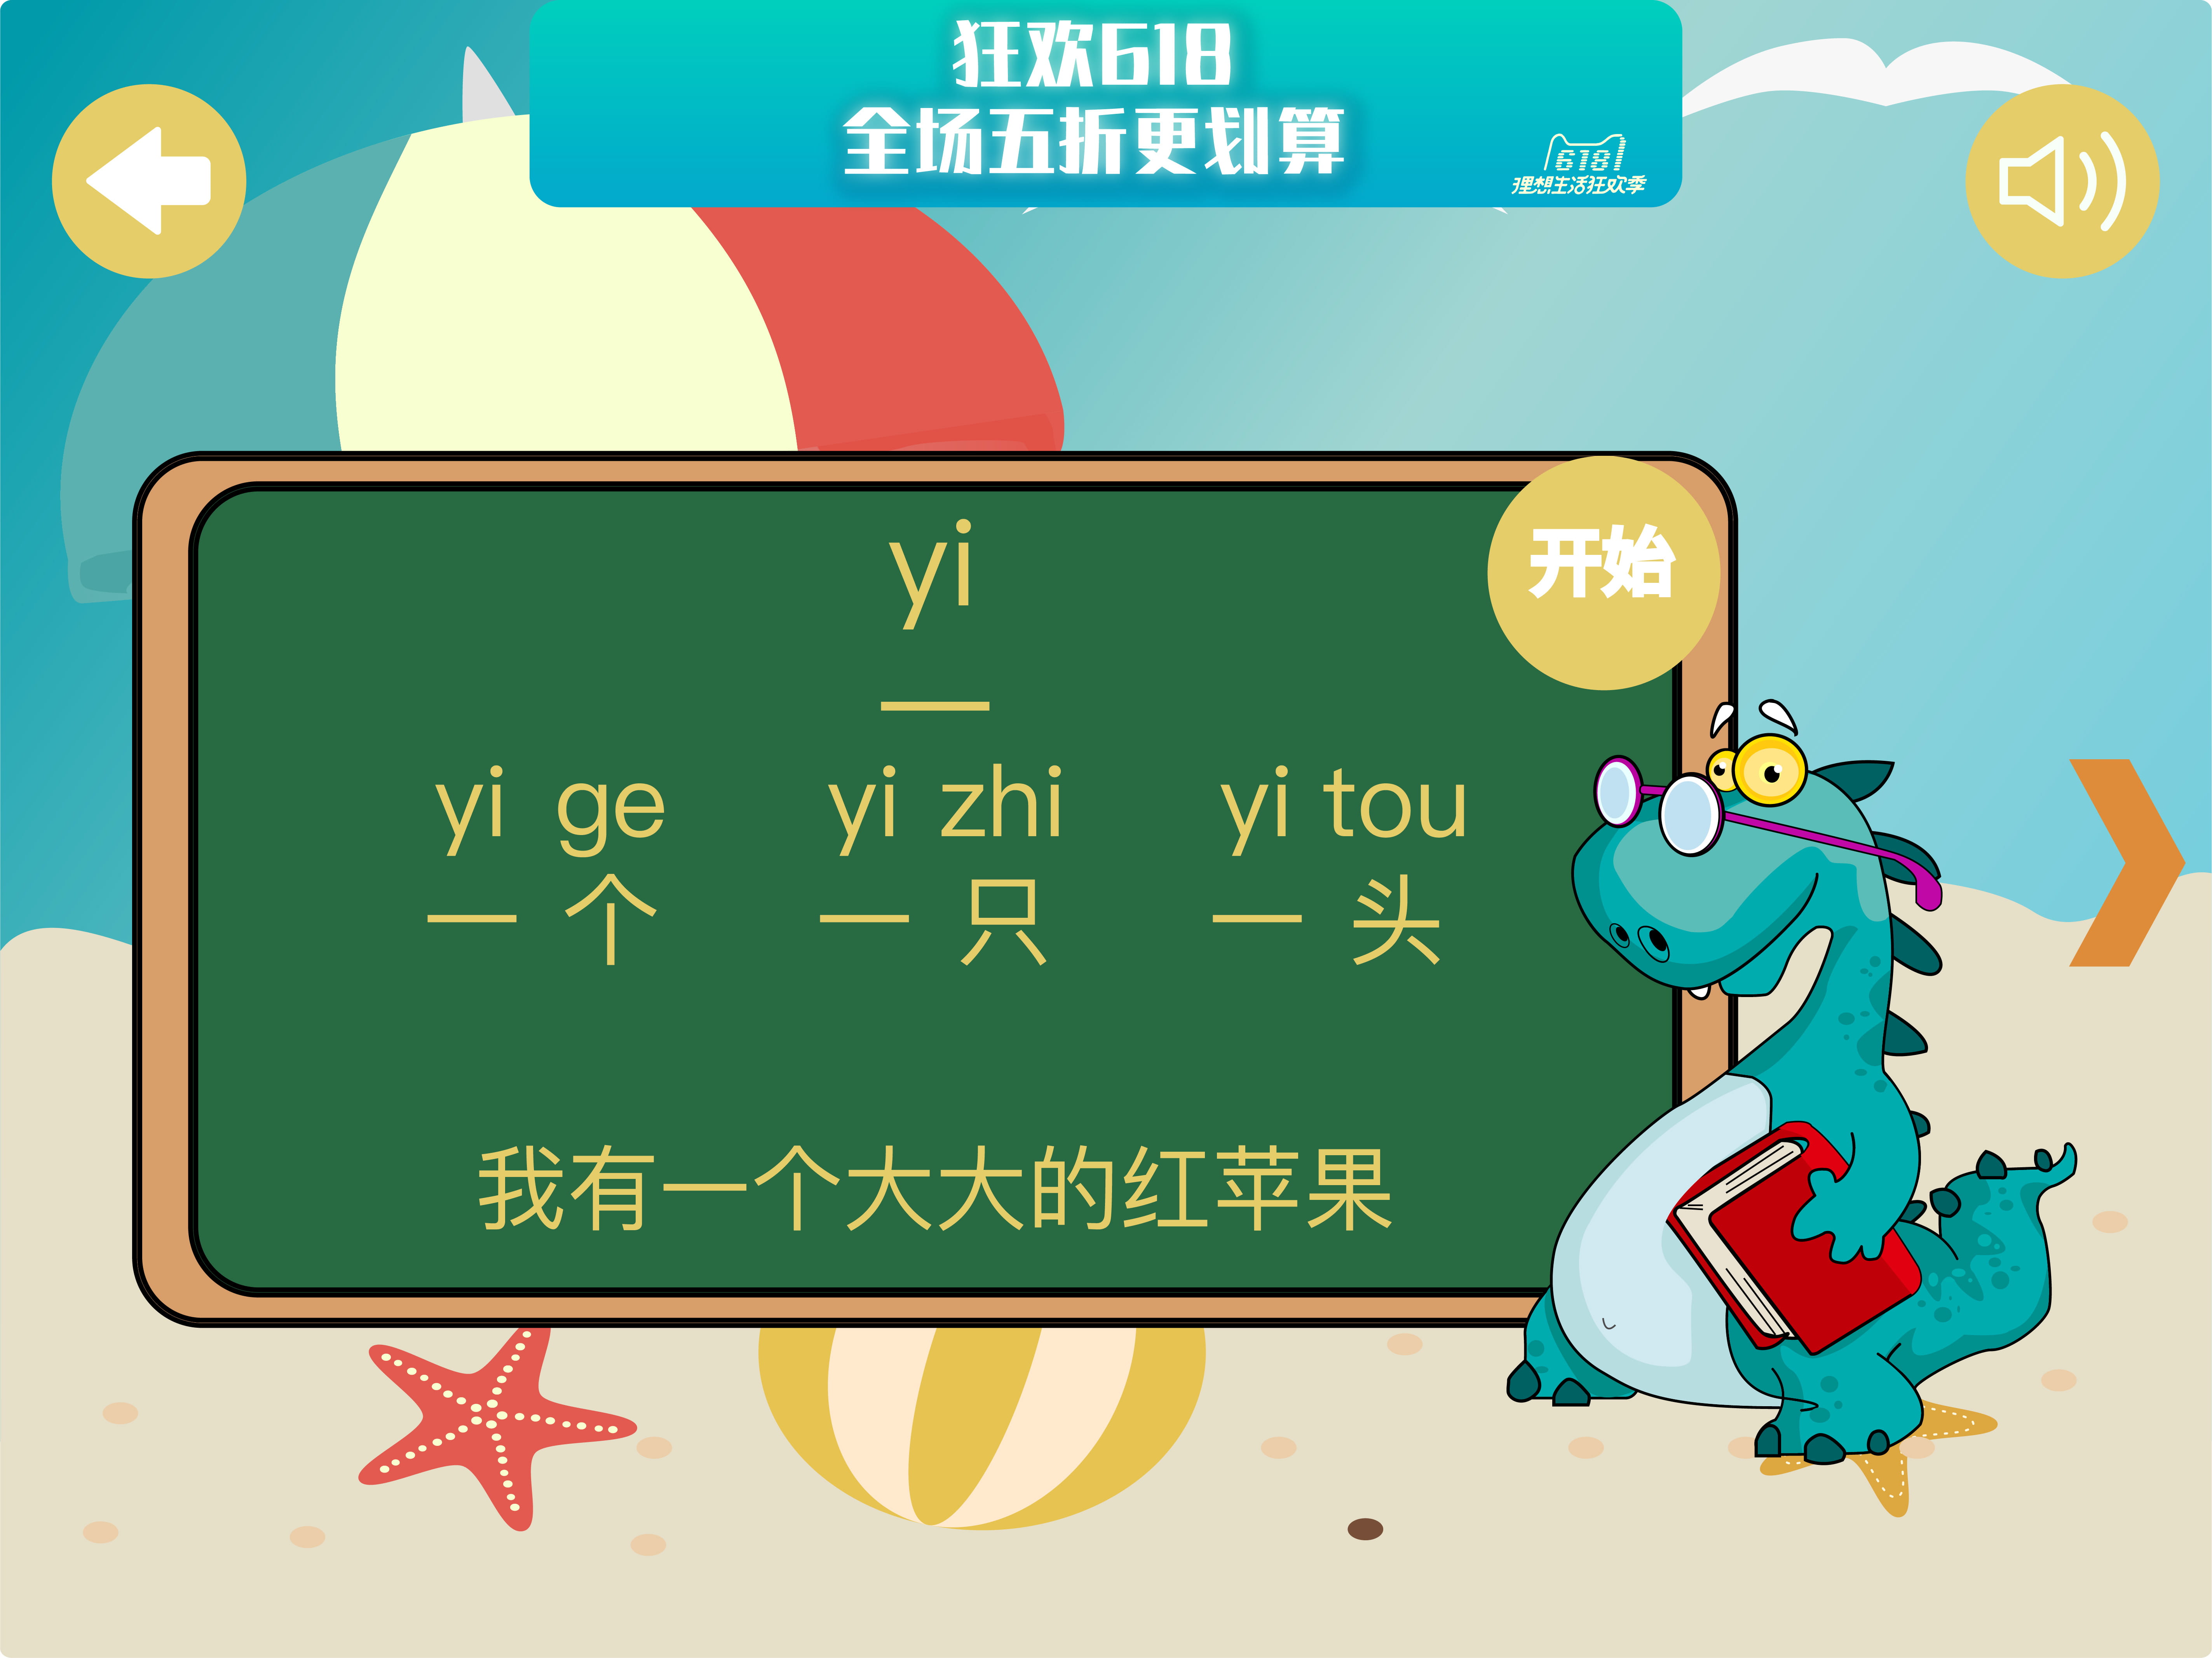 狂欢618
全场五折更划算
618
理想生活狂欢季
开始
yi
一
yi ge yi zhi yi tou
一 个 一 只 一 头
我有一个大大的红苹果